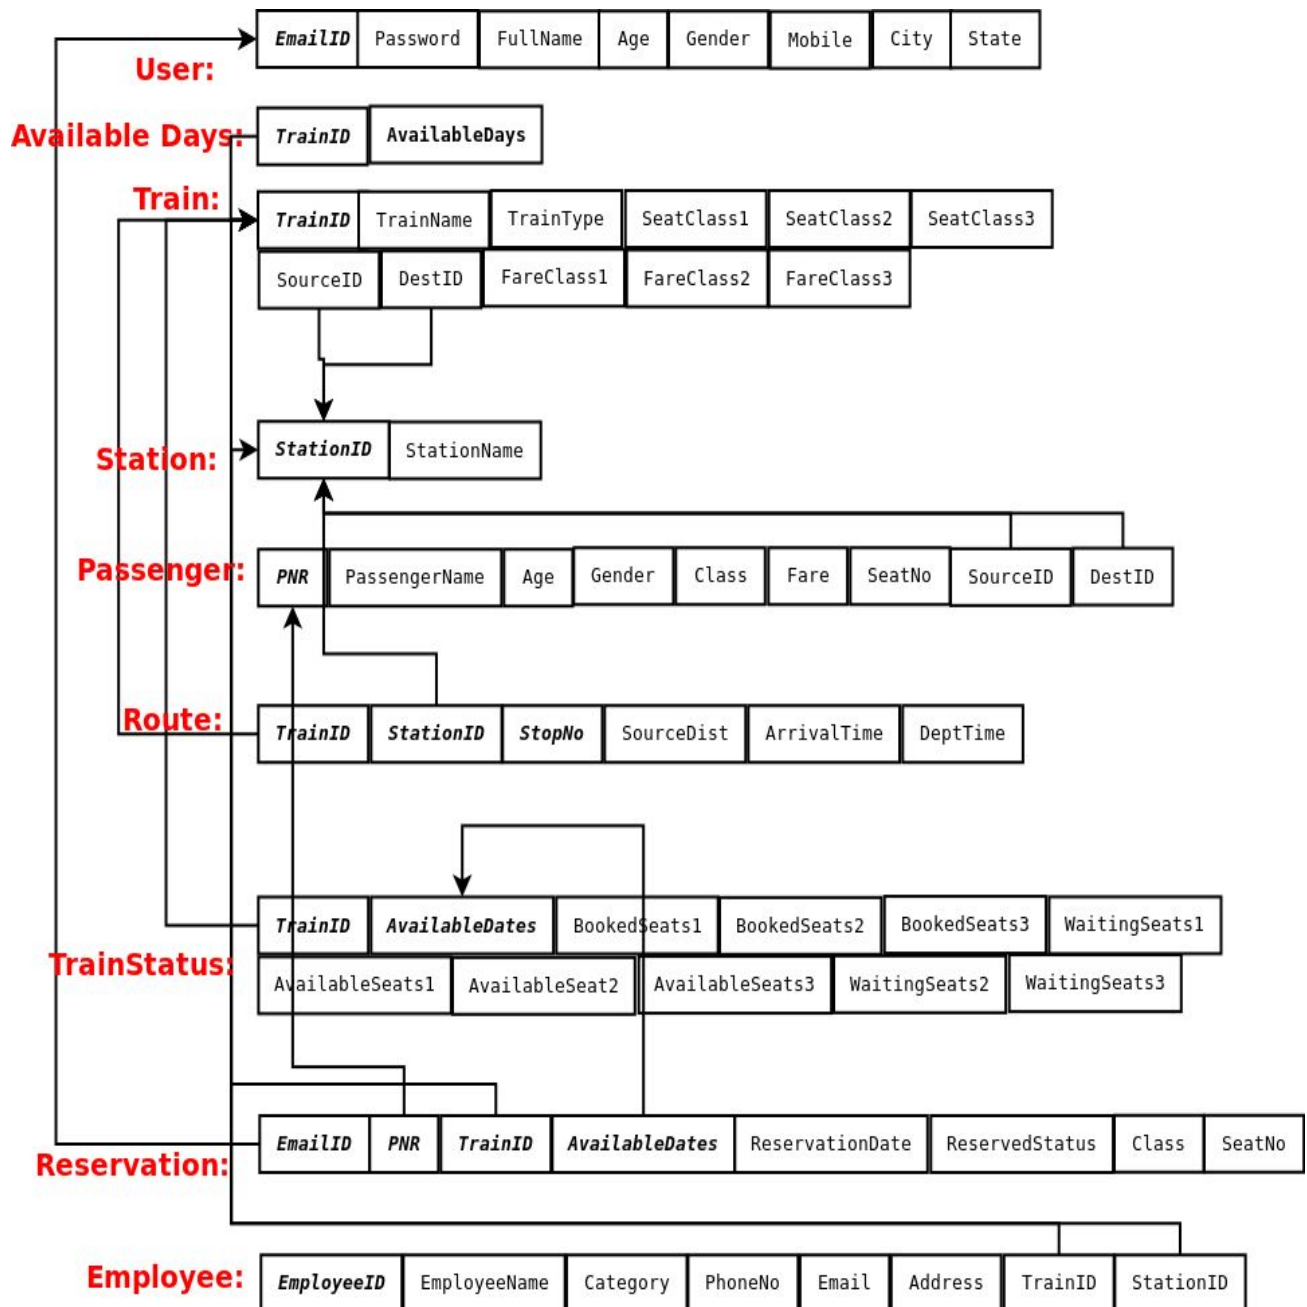 User:
EmailID Password FullName Age Gender Mobile City State
Available Days:
TrainID AvailableDays
Train:
TrainID TrainName TrainType SeatClass1 SeatClass2 SeatClass3
SourceID DestID FareClass1 FareClass2 FareClass3
Station:
StationID StationName
Passenger:
PNR PassengerName Age Gender Class Fare SeatNo SourceID DestID
Route:
TrainID StationID StopNo SourceDist ArrivalTime DeptTime
TrainStatus:
TrainID AvailableDates BookedSeats1 BookedSeats2 BookedSeats3 WaitingSeats1
AvailableSeats1 AvailableSeat2 AvailableSeats3 WaitingSeats2 WaitingSeats3
Reservation:
EmailID PNR TrainID AvailableDates ReservationDate ReservedStatus Class SeatNo
Employee:
EmployeeID EmployeeName Category PhoneNo Email Address TrainID StationID